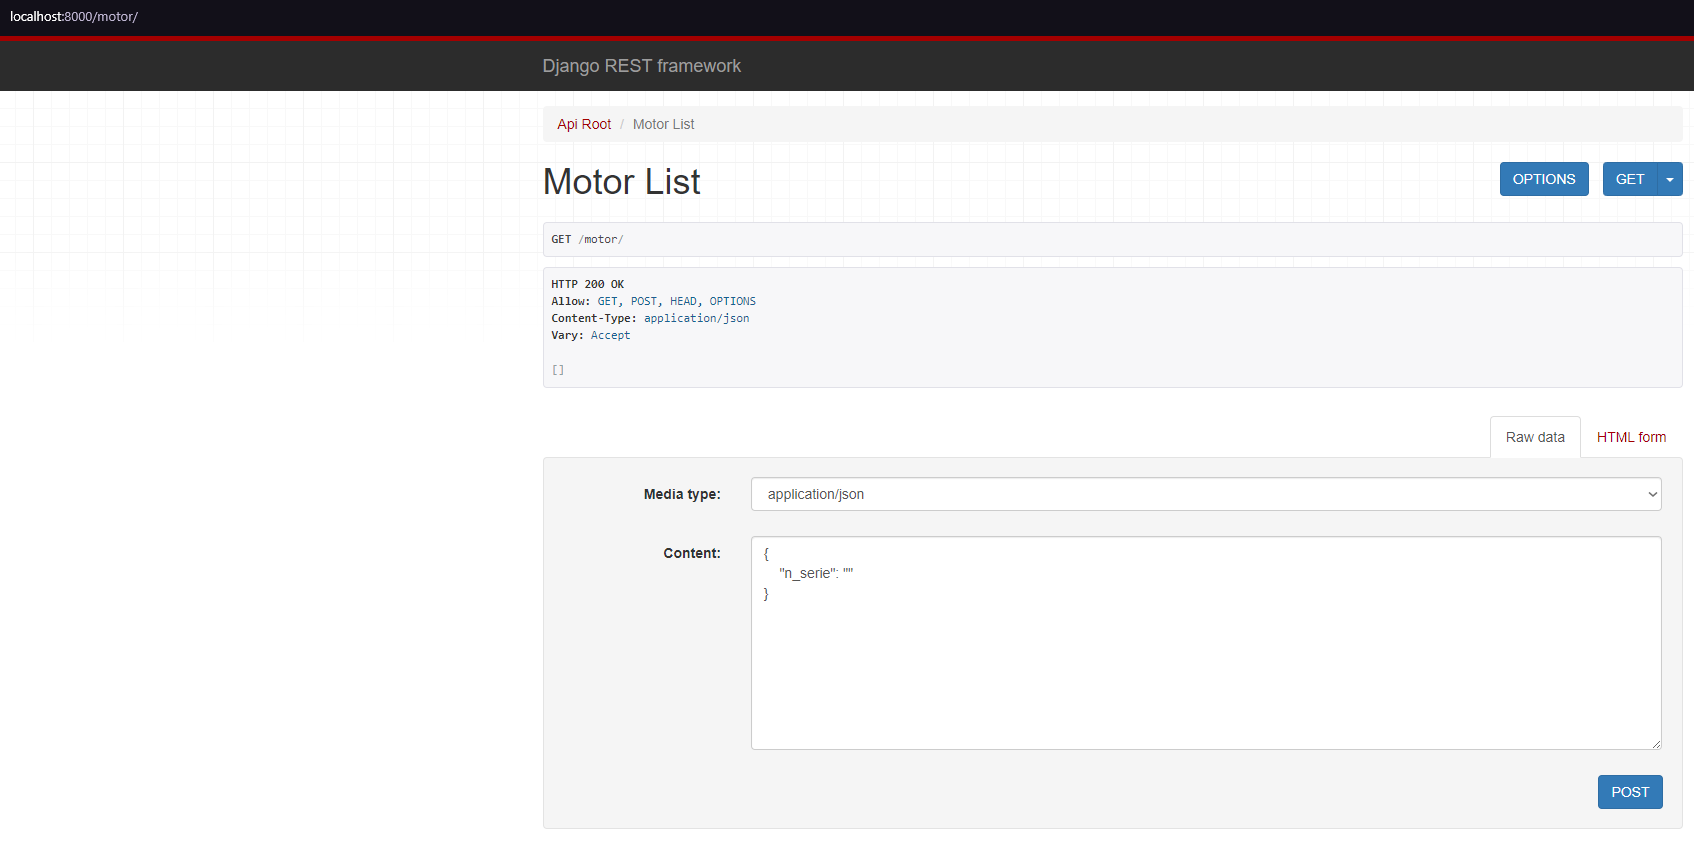 localhost:8000/motor/
Django REST framework
Api Root / Motor List
Motor List
OPTIONS
GET
GET /motor/
HTTP 200 OK
Allow: GET, POST, HEAD, OPTIONS
Content-Type: application/json
Vary: Accept
[]
Raw data
HTML form
Media type:
application/json
Content:
{
    "n_serie": ""
}
POST